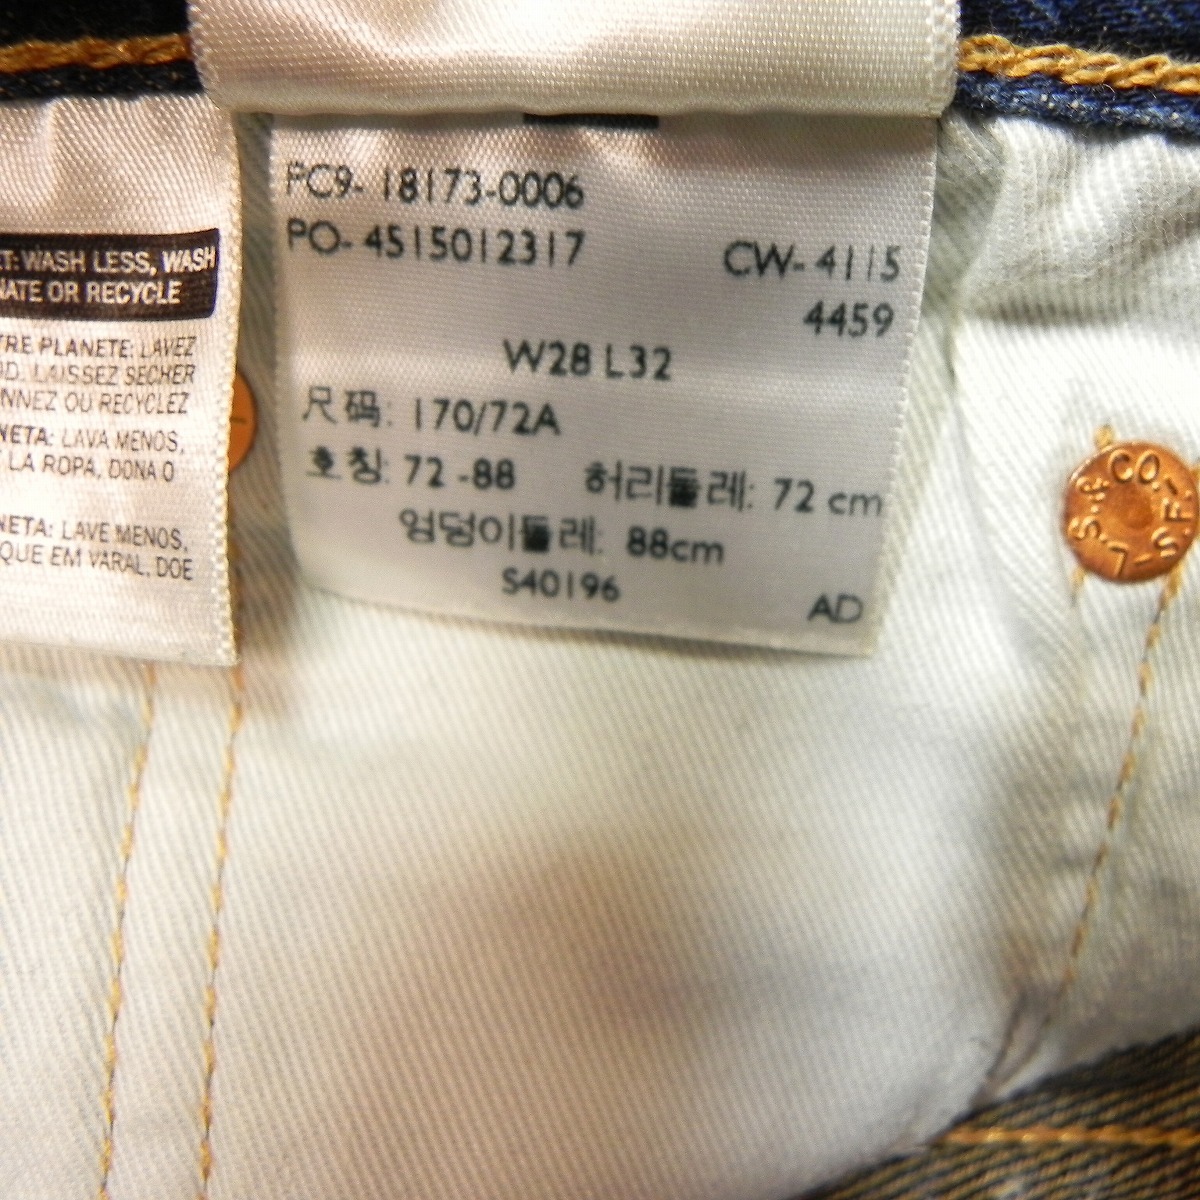 ET: WASH LESS, WASH
NATE OR RECYCLE
TRE PLANETE: LAVEZ
LAISSEZ SECHER
NNEZ OU RECYCLEZ
NETA: LAVA MENOS,
LA ROPA, DONA O
NETA: LAVE MENOS,
QUE EM VARAL, DOE
PC9-18173-0006
PO-4515012317 CW-4115
4459
W28 L32
尺码: 170/72A
호칭: 72-88 허리둘레: 72 cm
엉덩이둘레: 88cm
S40196
AD
L.S.& CO.-S.F.-